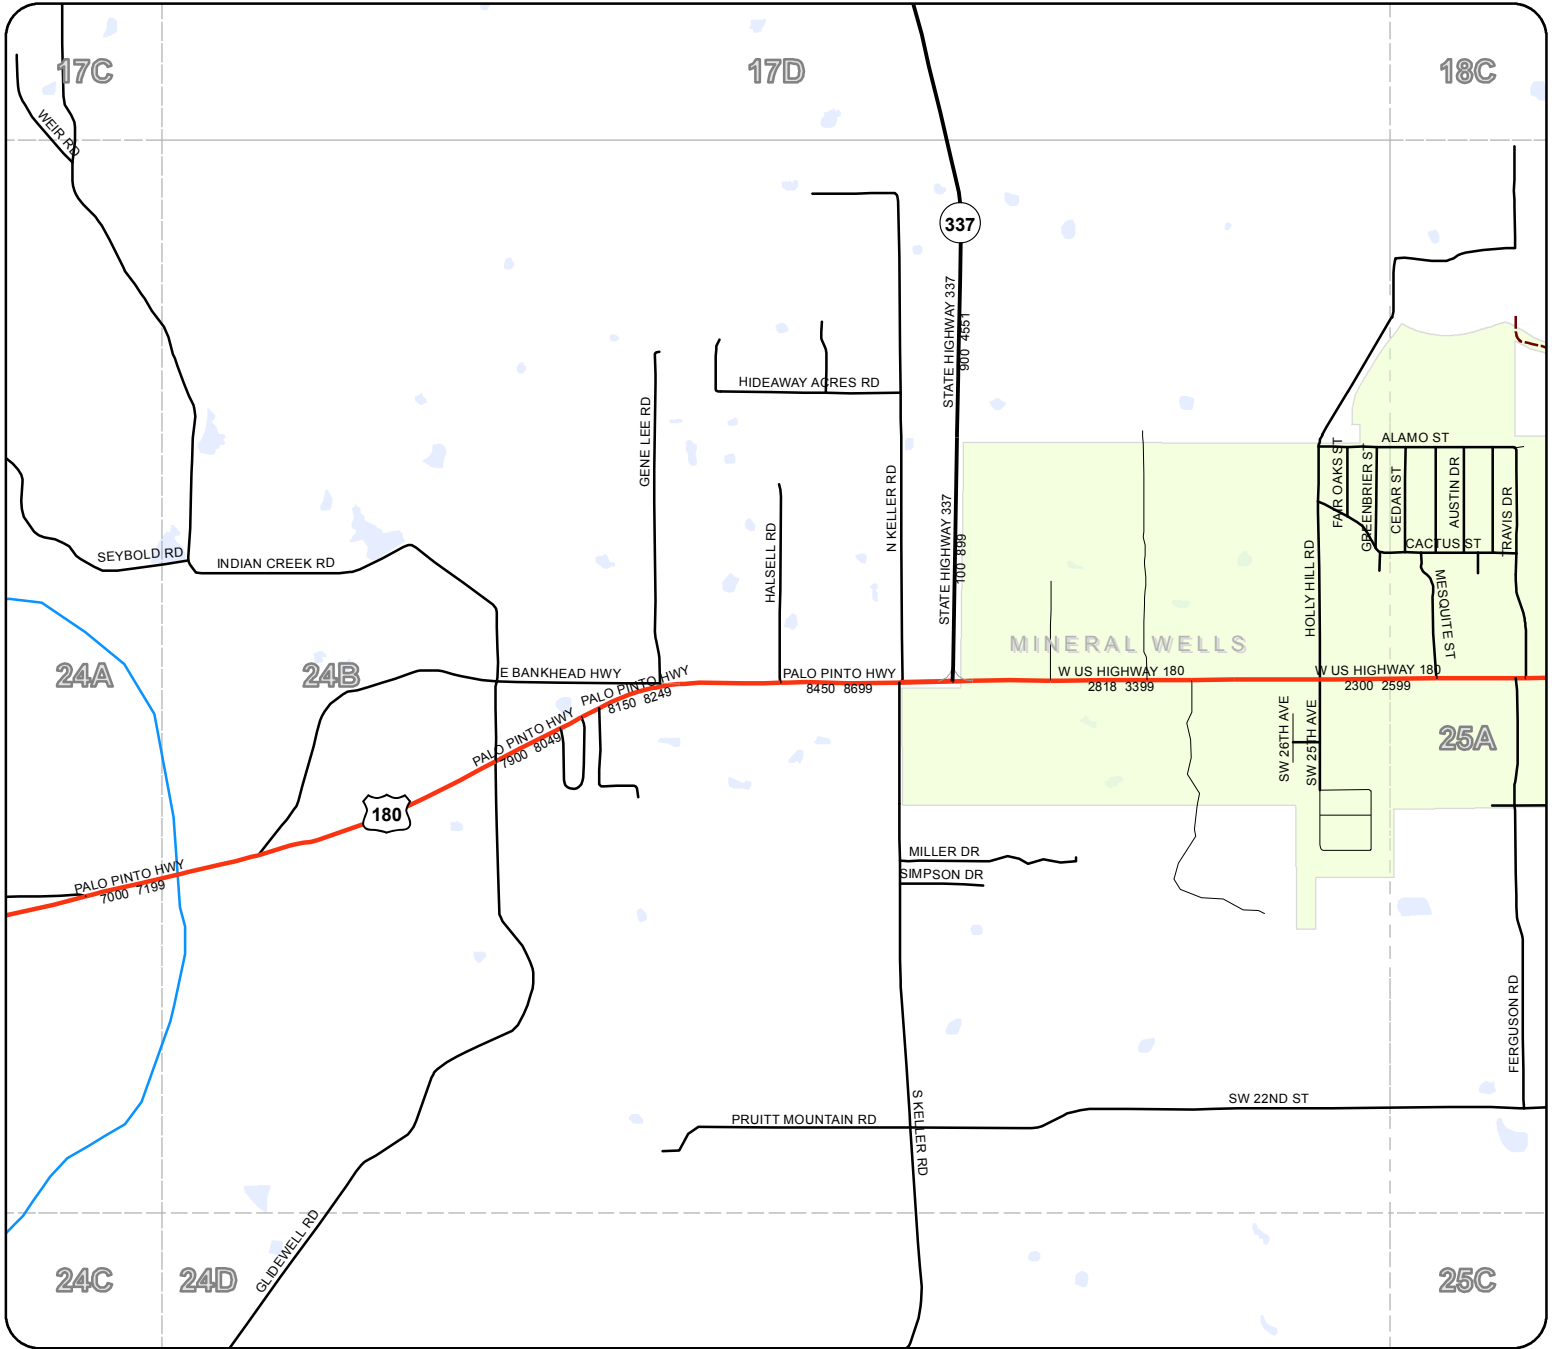 17C
17D
18C
WEIR RD
337
STATE HIGHWAY 337
900 4551
HIDEAWAY ACRES RD
GENE LEE RD
ALAMO ST
FAIR OAKS ST
GREENBRIER ST
CEDAR ST
AUSTIN DR
TRAVIS DR
N KELLER RD
HALSELL RD
STATE HIGHWAY 337
100 899
SEYBOLD RD
INDIAN CREEK RD
HOLLY HILL RD
CACTUS ST
MESQUITE ST
MINERAL WELLS
24A
24B
E BANKHEAD HWY
PALO PINTO HWY
8150 8249
PALO PINTO HWY
8450 8699
W US HIGHWAY 180
2818 3399
W US HIGHWAY 180
2300 2599
PALO PINTO HWY
7900 8049
SW 26TH AVE
SW 25TH AVE
25A
180
PALO PINTO HWY
7000 7199
MILLER DR
SIMPSON DR
FERGUSON RD
SW 22ND ST
PRUITT MOUNTAIN RD
S KELLER RD
GLIDEWELL RD
24C
24D
25C